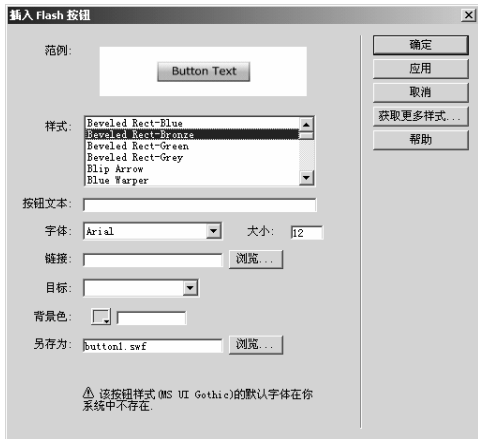 插入 Flash 按钮
范例:
Button Text
样式:
Beveled Rect-Blue
Beveled Rect-Bronze
Beveled Rect-Green
Beveled Rect-Grey
Blip Arrow
Blue Warper
按钮文本:
字体: Arial 大小: 12
链接: 浏览...
目标:
背景色:
另存为: button1.swf 浏览...
该按钮样式(MS UI Gothic)的默认字体在你
系统中不存在.
确定
应用
取消
获取更多样式...
帮助